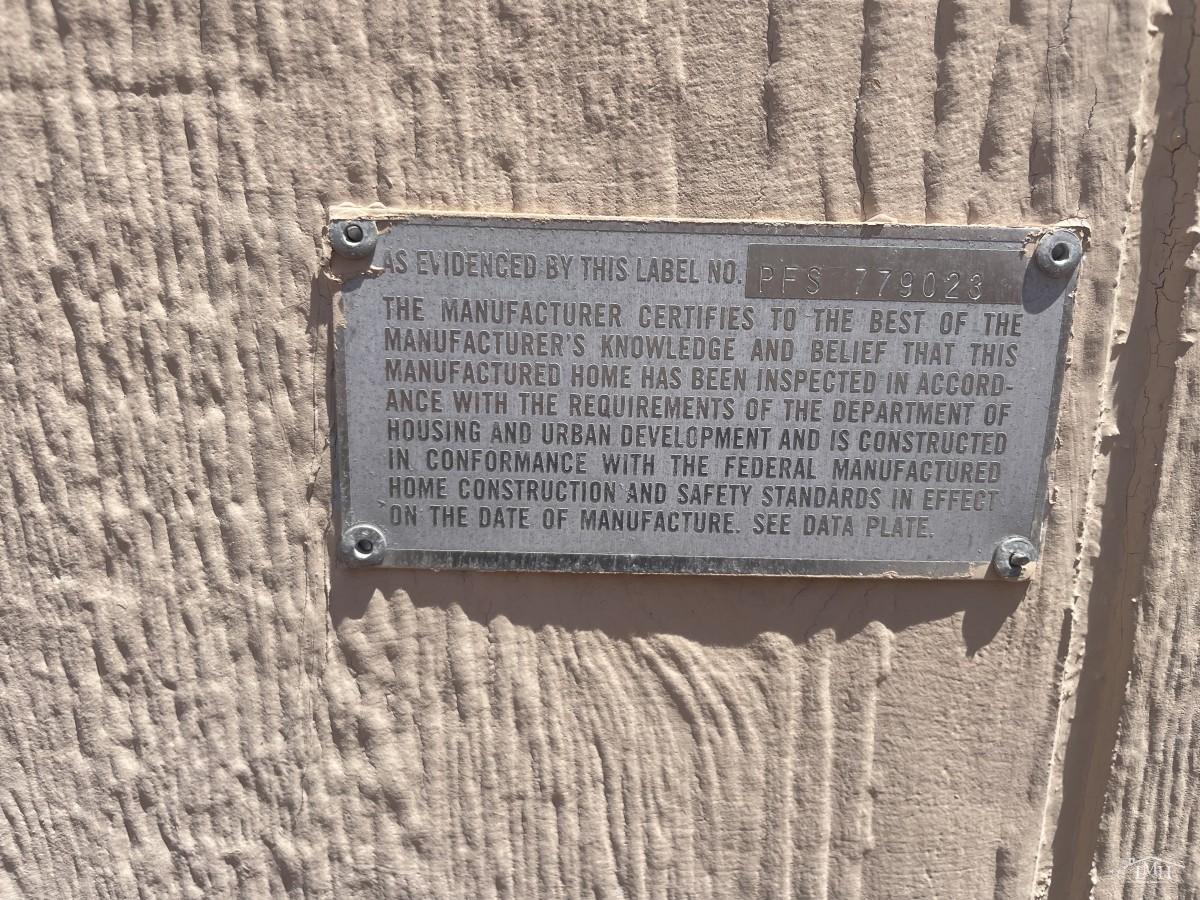 AS EVIDENCED BY THIS LABEL NO. PFS 779023
THE MANUFACTURER CERTIFIES TO THE BEST OF THE
MANUFACTURER'S KNOWLEDGE AND BELIEF THAT THIS
MANUFACTURED HOME HAS BEEN INSPECTED IN ACCORD-
ANCE WITH THE REQUIREMENTS OF THE DEPARTMENT OF
HOUSING AND URBAN DEVELOPMENT AND IS CONSTRUCTED
IN CONFORMANCE WITH THE FEDERAL MANUFACTURED
HOME CONSTRUCTION AND SAFETY STANDARDS IN EFFECT
ON THE DATE OF MANUFACTURE. SEE DATA PLATE.